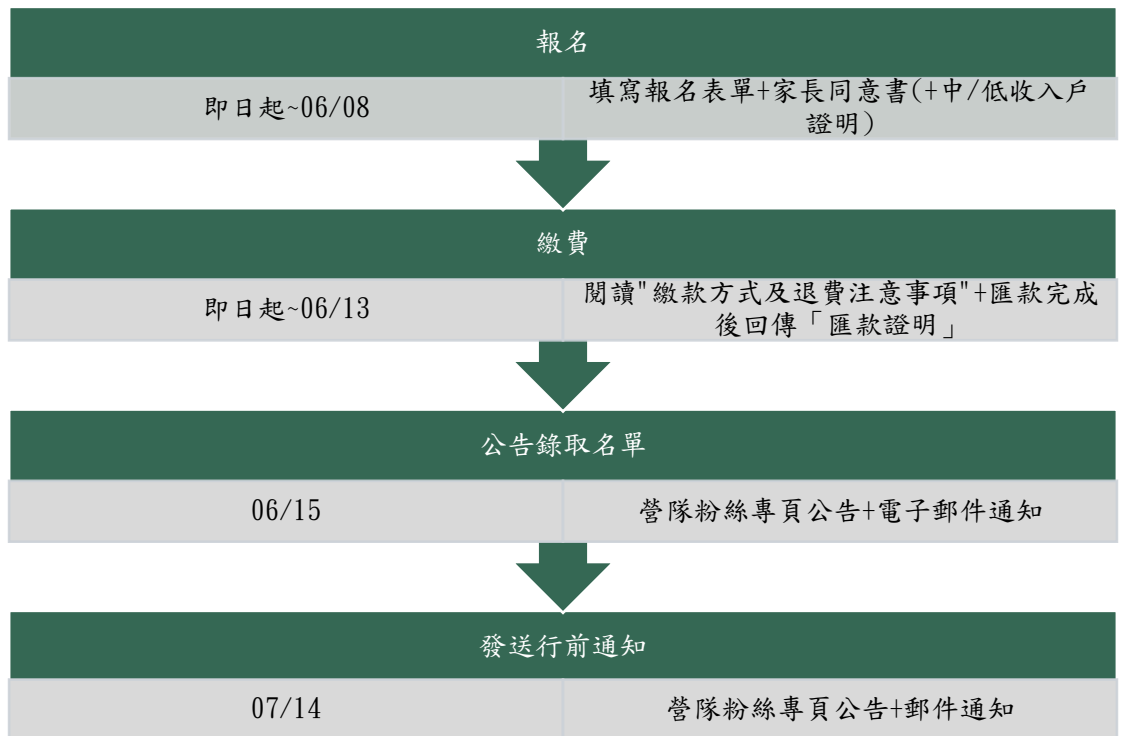 報名
即日起~06/08
填寫報名表單+家長同意書(+中/低收入戶
證明)
繳費
即日起~06/13
閱讀"繳款方式及退費注意事項"+匯款完成
後回傳「匯款證明」
公告錄取名單
06/15
營隊粉絲專頁公告+電子郵件通知
發送行前通知
07/14
營隊粉絲專頁公告+郵件通知